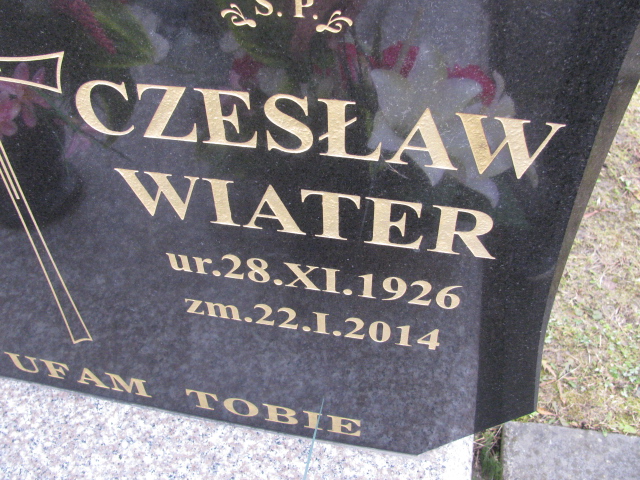 Ś. P.
CZESŁAW
WIATER
ur.28.XI.1926
zm.22.I.2014
UFAM TOBIE